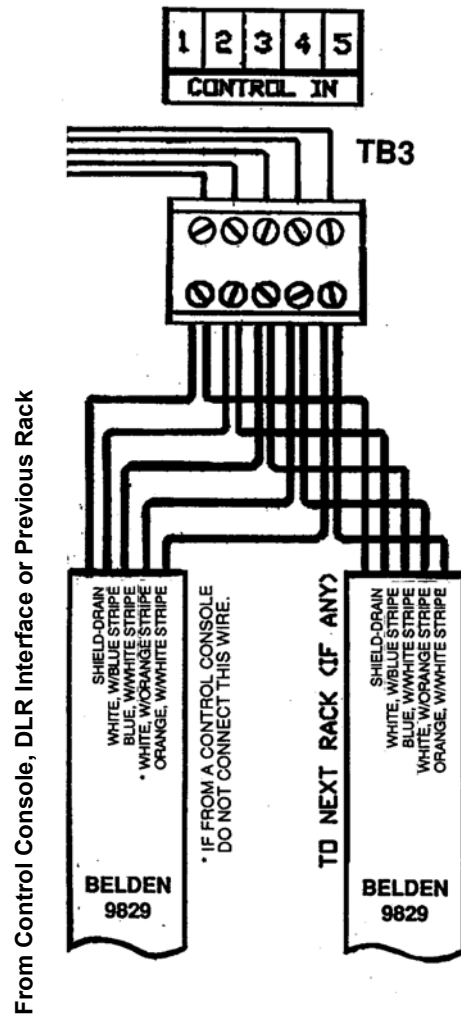 1 2 3 4 5
CONTROL IN
TB3
From Control Console, DLR Interface or Previous Rack
SHIELD-DRAIN
WHITE, W/BLUE STRIPE
BLUE, W/WHITE STRIPE
* WHITE, W/ORANGE STRIPE
ORANGE, W/WHITE STRIPE
BELDEN
9829
* IF FROM A CONTROL CONSOLE
DO NOT CONNECT THIS WIRE.
TO NEXT RACK (IF ANY)
SHIELD-DRAIN
WHITE, W/BLUE STRIPE
BLUE, W/WHITE STRIPE
WHITE, W/ORANGE STRIPE
ORANGE, W/WHITE STRIPE
BELDEN
9829